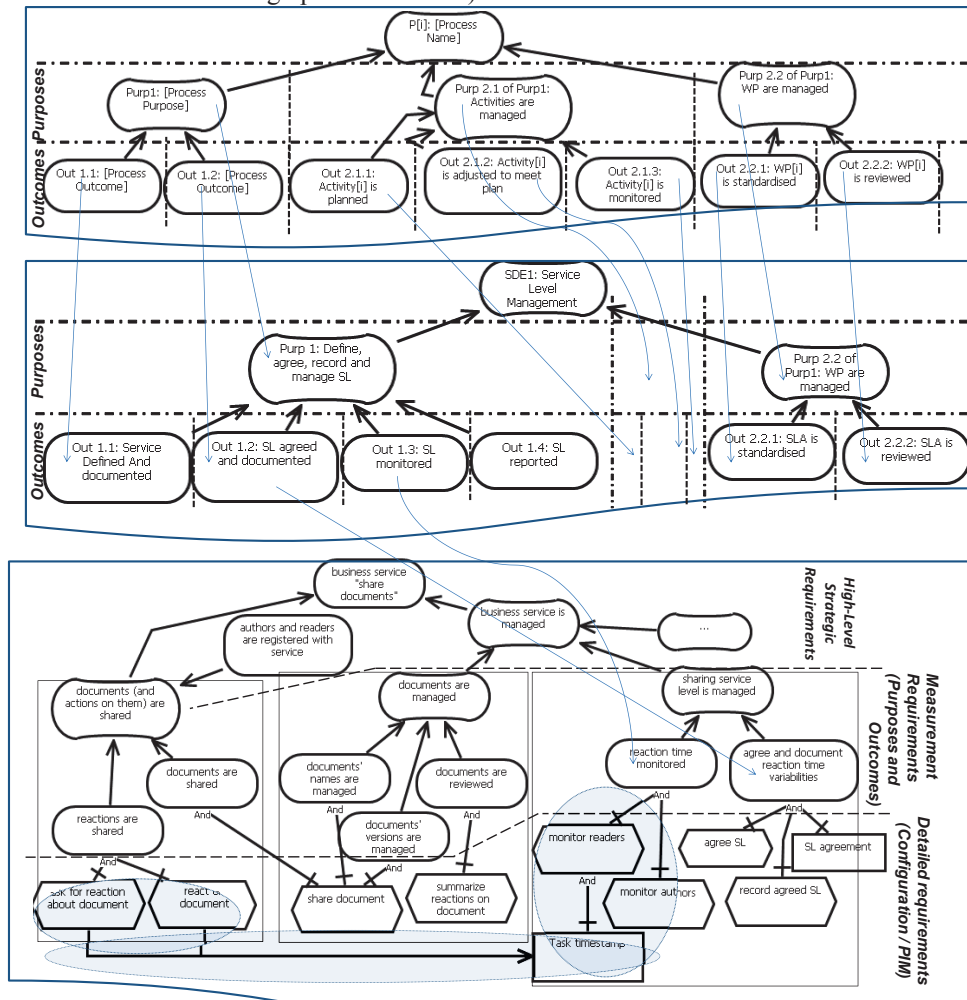 P[i]: [Process
Name]
Purposes
Purp1: [Process
Purpose]
Purp 2.1 of Purp1:
Activities are
managed
Purp 2.2 of Purp1:
WP are managed
Outcomes
Out 1.1: [Process
Outcome]
Out 1.2: [Process
Outcome]
Out 2.1.1:
Activity[i] is
planned
Out 2.1.2: Activity[i]
is adjusted to meet
plan
Out 2.1.3:
Activity[i] is
monitored
Out 2.2.1: WP[i]
is standardised
Out 2.2.2: WP[i]
is reviewed
SDE1: Service
Level
Management
Purposes
Purp 1: Define,
agree, record and
manage SL
Purp 2.2 of
Purp1: WP are
managed
Outcomes
Out 1.1: Service
Defined And
documented
Out 1.2: SL agreed
and documented
Out 1.3: SL
monitored
Out 1.4: SL
reported
Out 2.2.1: SLA is
standardised
Out 2.2.2: SLA is
reviewed
High-Level
Strategic
Requirements
business service
"share
documents"
business service is
managed
...
authors and readers
are registered with
service
Measurement
Requirements
(Purposes and
Outcomes)
documents (and
actions on them) are
shared
documents are
managed
sharing service
level is managed
documents are
shared
reactions are
shared
documents'
names are
managed
documents are
reviewed
documents'
versions are
managed
reaction time
monitored
agree and document
reaction time
variabilities
And
And
And
And
And
And
And
And
Detailed requirements
(Configuration / PIM)
ask for reaction
about document
document
share document
summarize
reactions on
document
monitor readers
monitor authors
agree SL
SL agreement
record agreed SL
Task timestamp